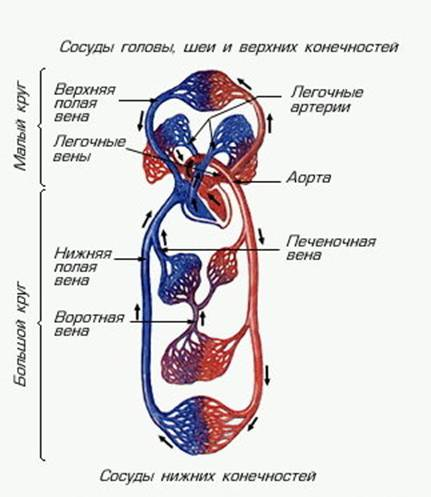 Сосуды головы, шеи и верхних конечностей
Малый круг
Верхняя
полая
вена
Легочные
артерии
Легочные
вены
Аорта
Большой круг
Нижняя
полая
вена
Печеночная
вена
Воротная
вена
Сосуды нижних конечностей